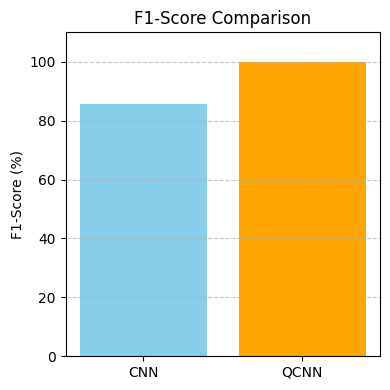 F1-Score Comparison
F1-Score (%)
100
80
60
40
20
0
CNN
QCNN